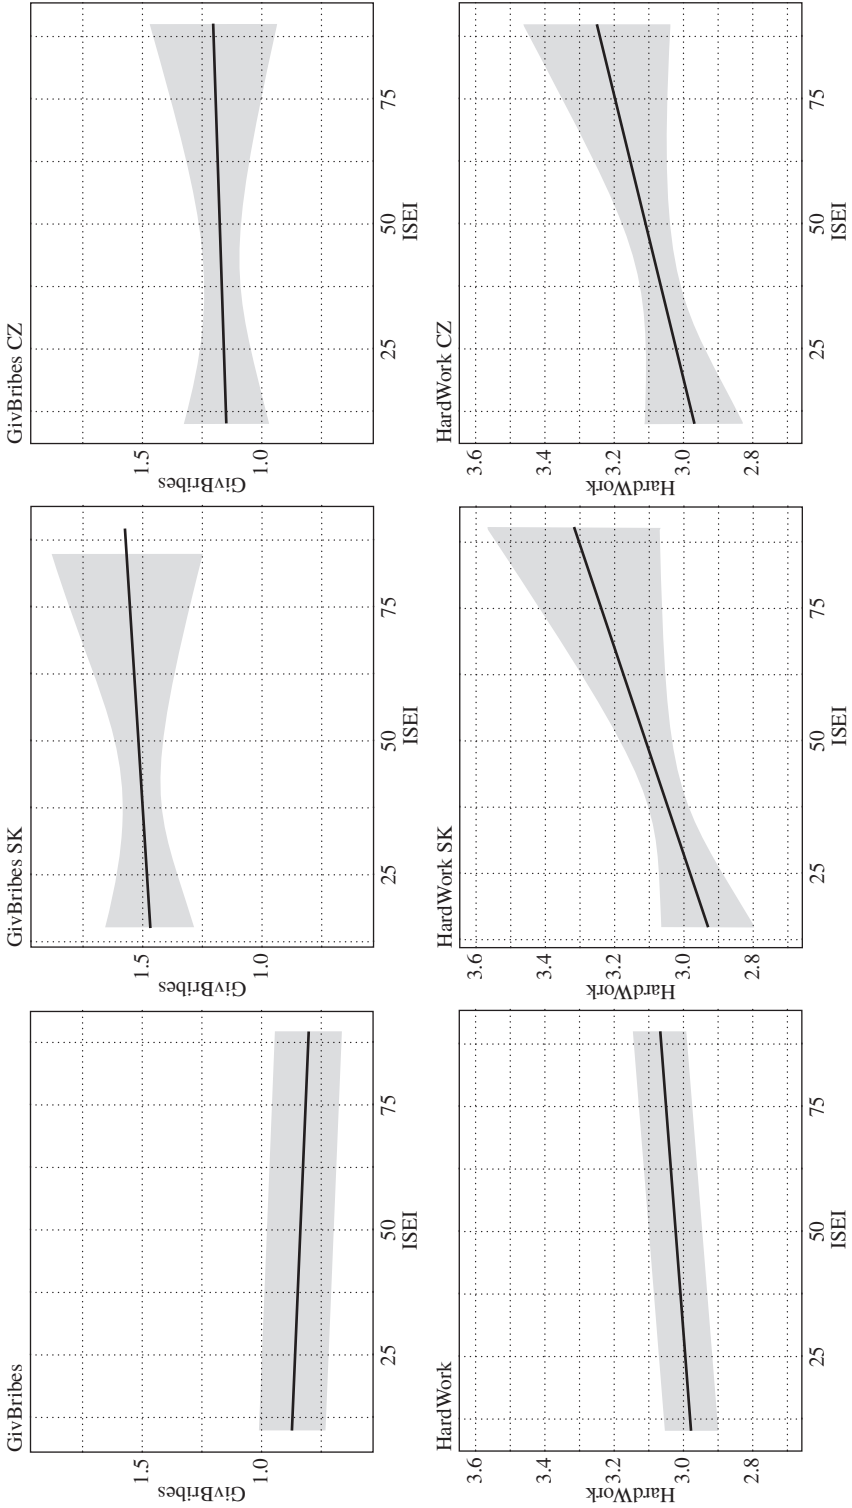 GivBribes
1.5
1.0
GivBribes
25
50
75
ISEI
GivBribes SK
1.5
1.0
GivBribes
25
50
75
ISEI
GivBribes CZ
1.5
1.0
GivBribes
25
50
75
ISEI
HardWork
3.6
3.4
3.2
3.0
2.8
HardWork
25
50
75
ISEI
HardWork SK
3.6
3.4
3.2
3.0
2.8
HardWork
25
50
75
ISEI
HardWork CZ
3.6
3.4
3.2
3.0
2.8
HardWork
25
50
75
ISEI